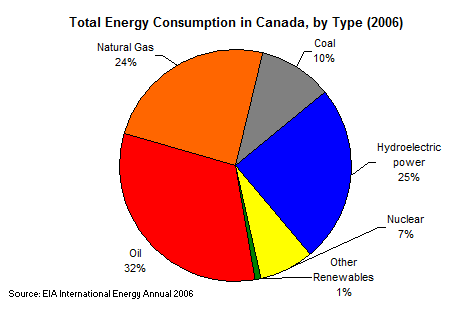 Total Energy Consumption in Canada, by Type (2006)
Natural Gas
24%
Coal
10%
Hydroelectric
power
25%
Nuclear
7%
Other
Renewables
1%
Oil
32%
Source: EIA International Energy Annual 2006